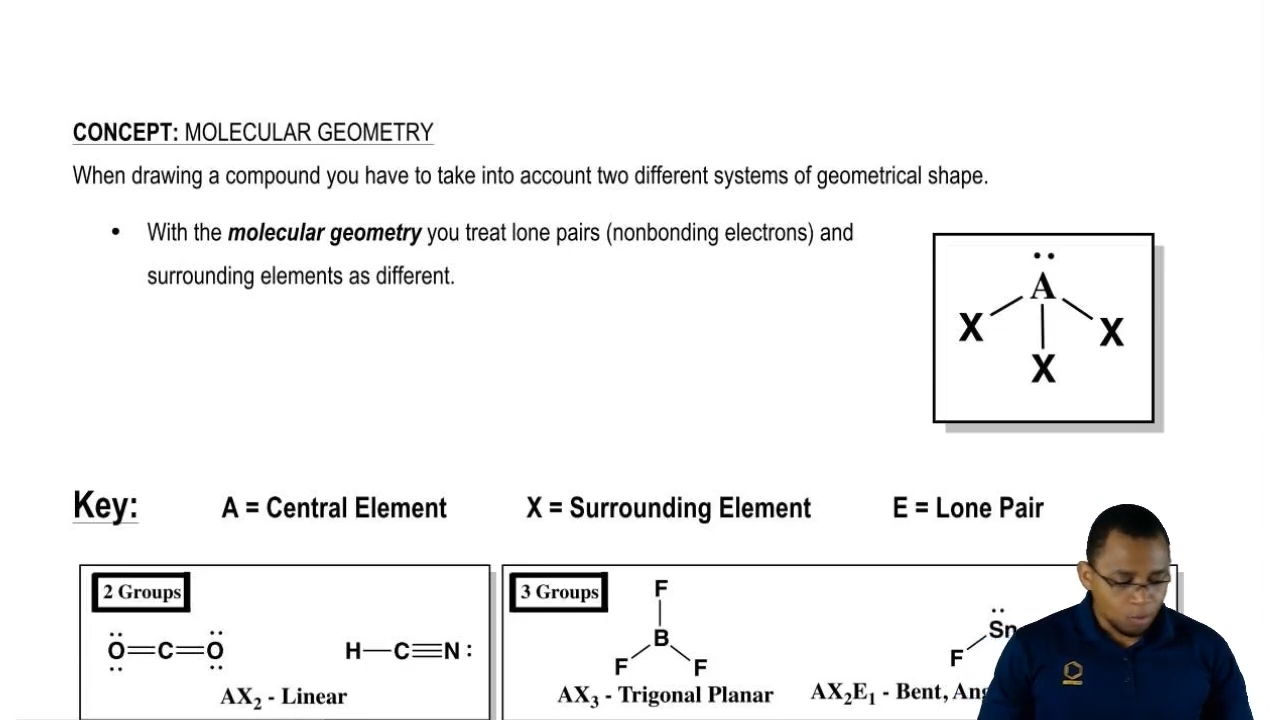 CONCEPT: MOLECULAR GEOMETRY
When drawing a compound you have to take into account two different systems of geometrical shape.
• With the molecular geometry you treat lone pairs (nonbonding electrons) and
surrounding elements as different.
A
X X
X
Key: A = Central Element X = Surrounding Element E = Lone Pair
2 Groups
O=C=O H—C≡N:
AX₂ - Linear
3 Groups
F
B
F F
AX₃ - Trigonal Planar
Sn
F
AX₂E₁ - Bent,